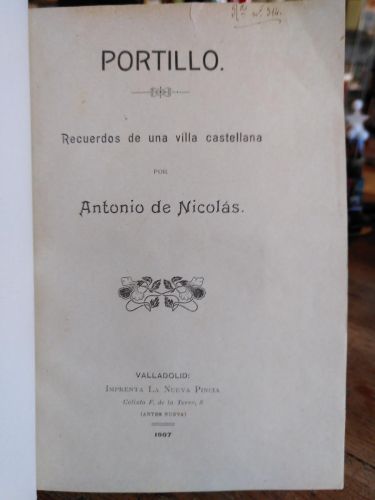 PORTILLO.
Recuerdos de una villa castellana
POR
Antonio de Nicolás.
VALLADOLID:
IMPRENTA LA NUEVA PINCIA
Calixto F. de la Torre, 8
(ANTES NUEVA)
1907